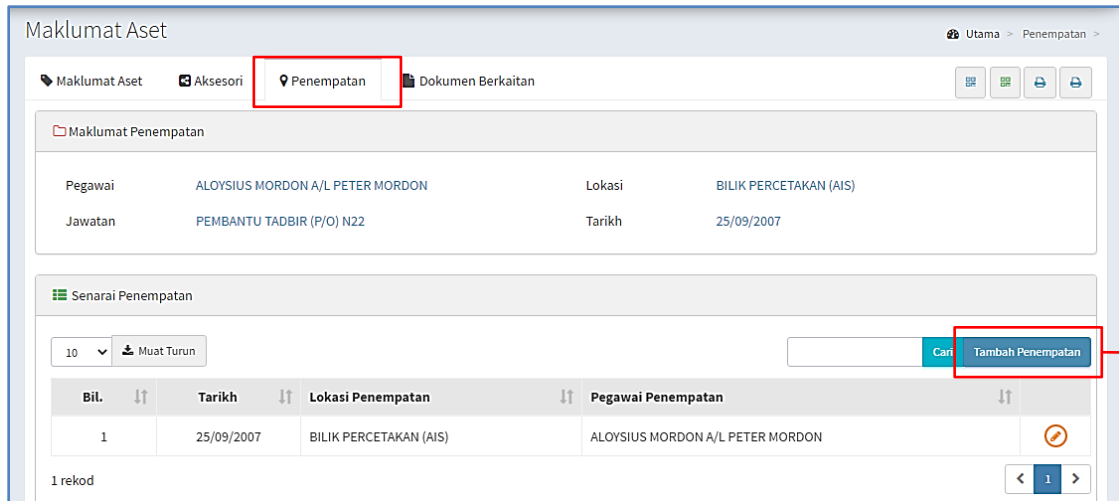 Maklumat Aset
Utama > Penempatan >
Maklumat Aset Aksesori Penempatan Dokumen Berkaitan
Maklumat Penempatan
Pegawai ALOYSIUS MORDON A/L PETER MORDON Lokasi BILIK PERCETAKAN (AIS)
Jawatan PEMBANTU TADBIR (P/O) N22 Tarikh 25/09/2007
Senarai Penempatan
10 Muat Turun Cari Tambah Penempatan
Bil. Tarikh Lokasi Penempatan Pegawai Penempatan
1 25/09/2007 BILIK PERCETAKAN (AIS) ALOYSIUS MORDON A/L PETER MORDON
1 rekod < 1 >